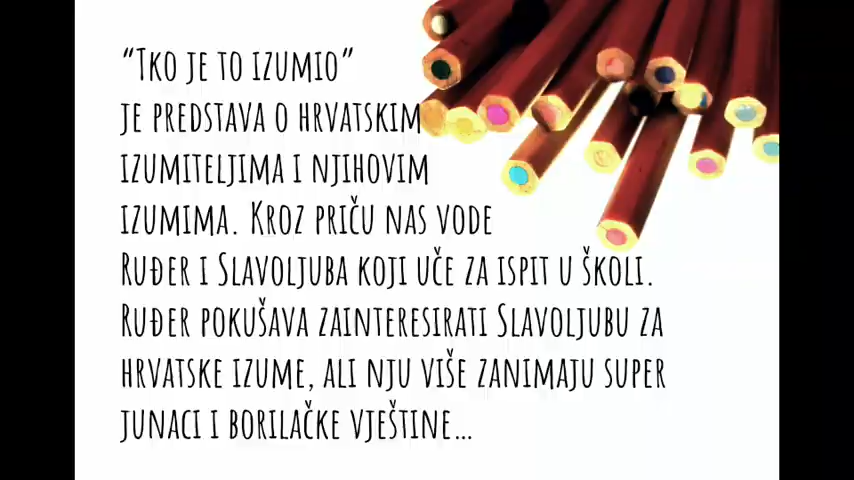 “Tko je to izumio”
je predstava o hrvatskim
izumiteljima i njihovim
izumima. Kroz priču nas vode
Ruđer i Slavoljuba koji uče za ispit u školi.
Ruđer pokušava zainteresirati Slavoljubu za
hrvatske izume, ali nju više zanimaju super
junaci i borilačke vještine...